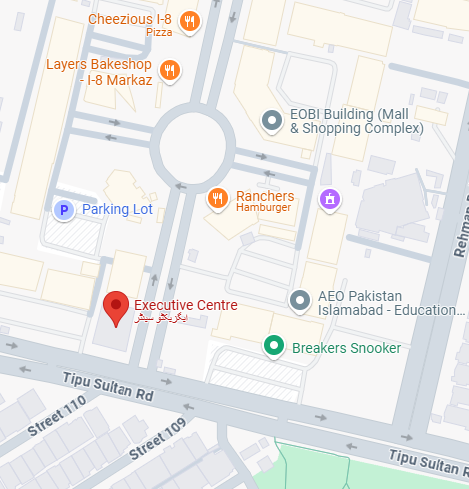 Cheezious I-8
Pizza
Layers Bakeshop
- I-8 Markaz
EOBI Building (Mall
& Shopping Complex)
Ranchers
Hamburger
P
Parking Lot
Rehman
Executive Centre
ایگزیکٹو سینٹر
AEO Pakistan
Islamabad - Education...
Breakers Snooker
Tipu Sultan Rd
Street 110
Street 109
Tipu Sultan R